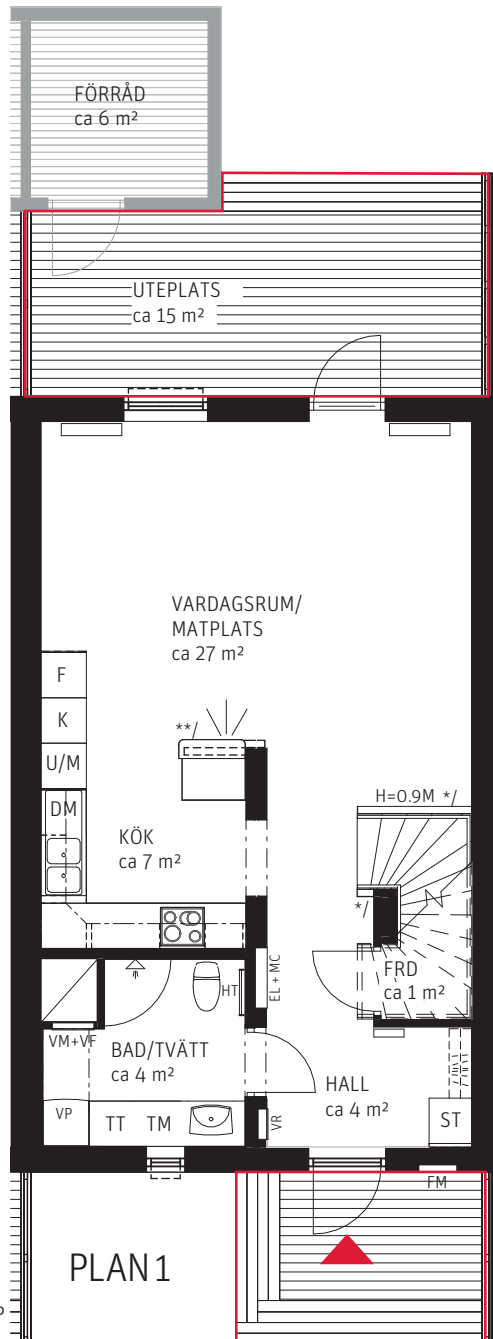 FÖRRÅD
ca 6 m²
UTEPLATS
ca 15 m²
VARDAGSRUM/
MATPLATS
ca 27 m²
F
K
**/
U/M
DM
H=0.9M */
KÖK
ca 7 m²
*/
EL + MC
FRD
ca 1 m²
HT
VM+VF
BAD/TVÄTT
ca 4 m²
HALL
ca 4 m²
VP
TT
TM
VR
ST
FM
PLAN1